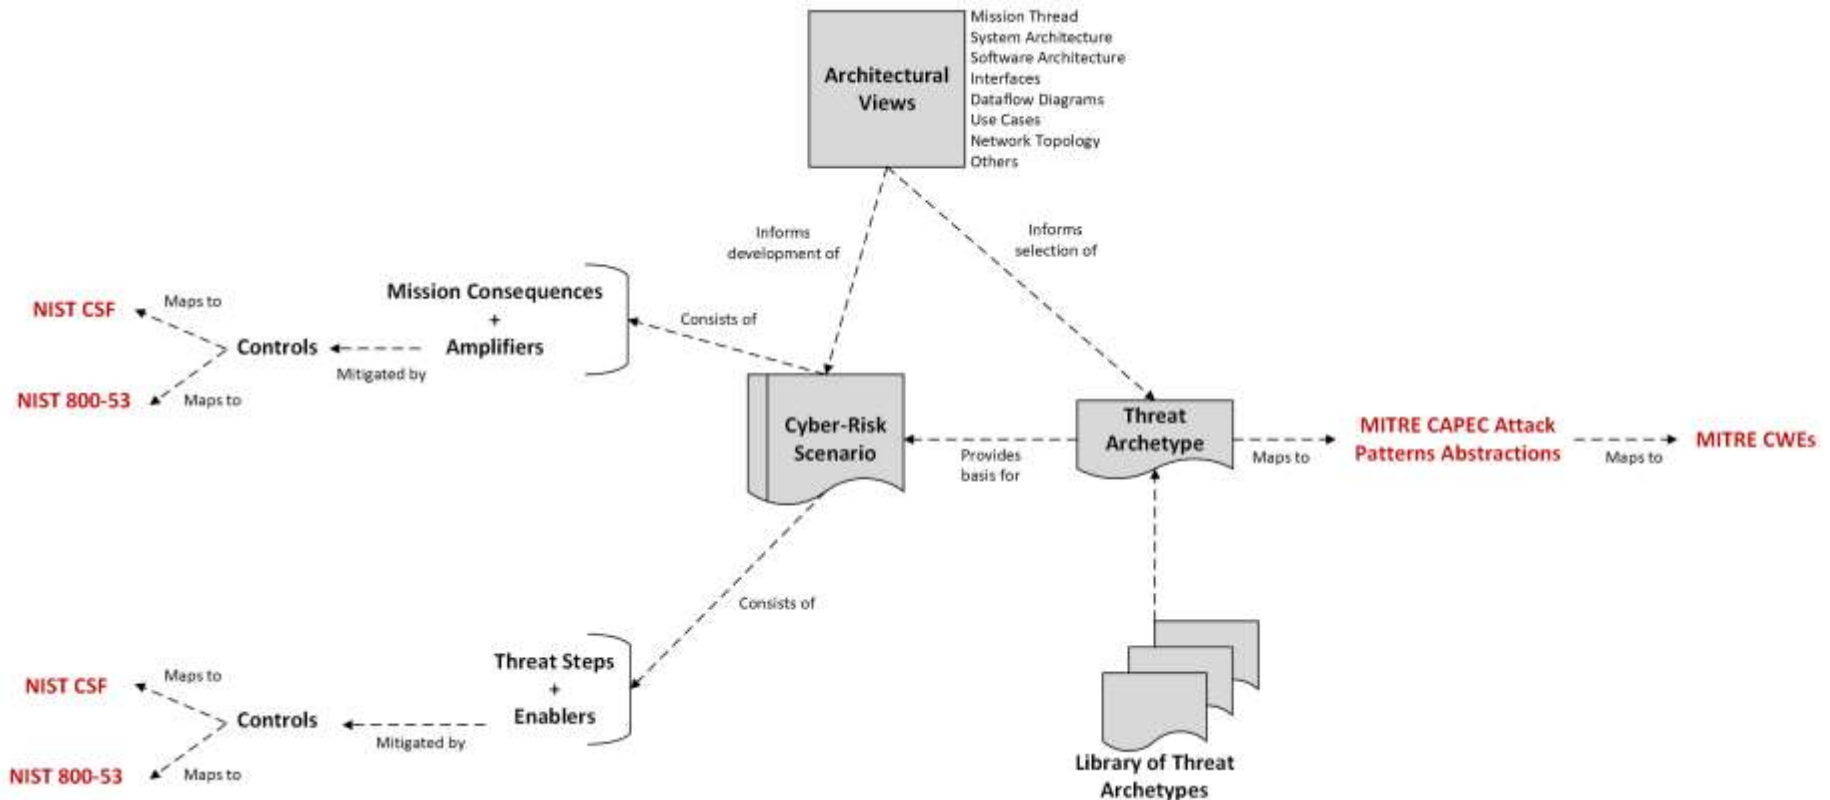 Architectural
Views
Mission Thread
System Architecture
Software Architecture
Interfaces
Dataflow Diagrams
Use Cases
Network Topology
Others
Informs
development of
Informs
selection of
Mission Consequences
+
Amplifiers
Consists of
NIST CSF
Maps to
Controls
Mitigated by
NIST 800-53
Maps to
Cyber-Risk
Scenario
Provides
basis for
Threat
Archetype
Maps to
MITRE CAPEC Attack
Patterns Abstractions
Maps to
MITRE CWEs
Consists of
Threat Steps
+
Enablers
NIST CSF
Maps to
Controls
Mitigated by
NIST 800-53
Maps to
Library of Threat
Archetypes